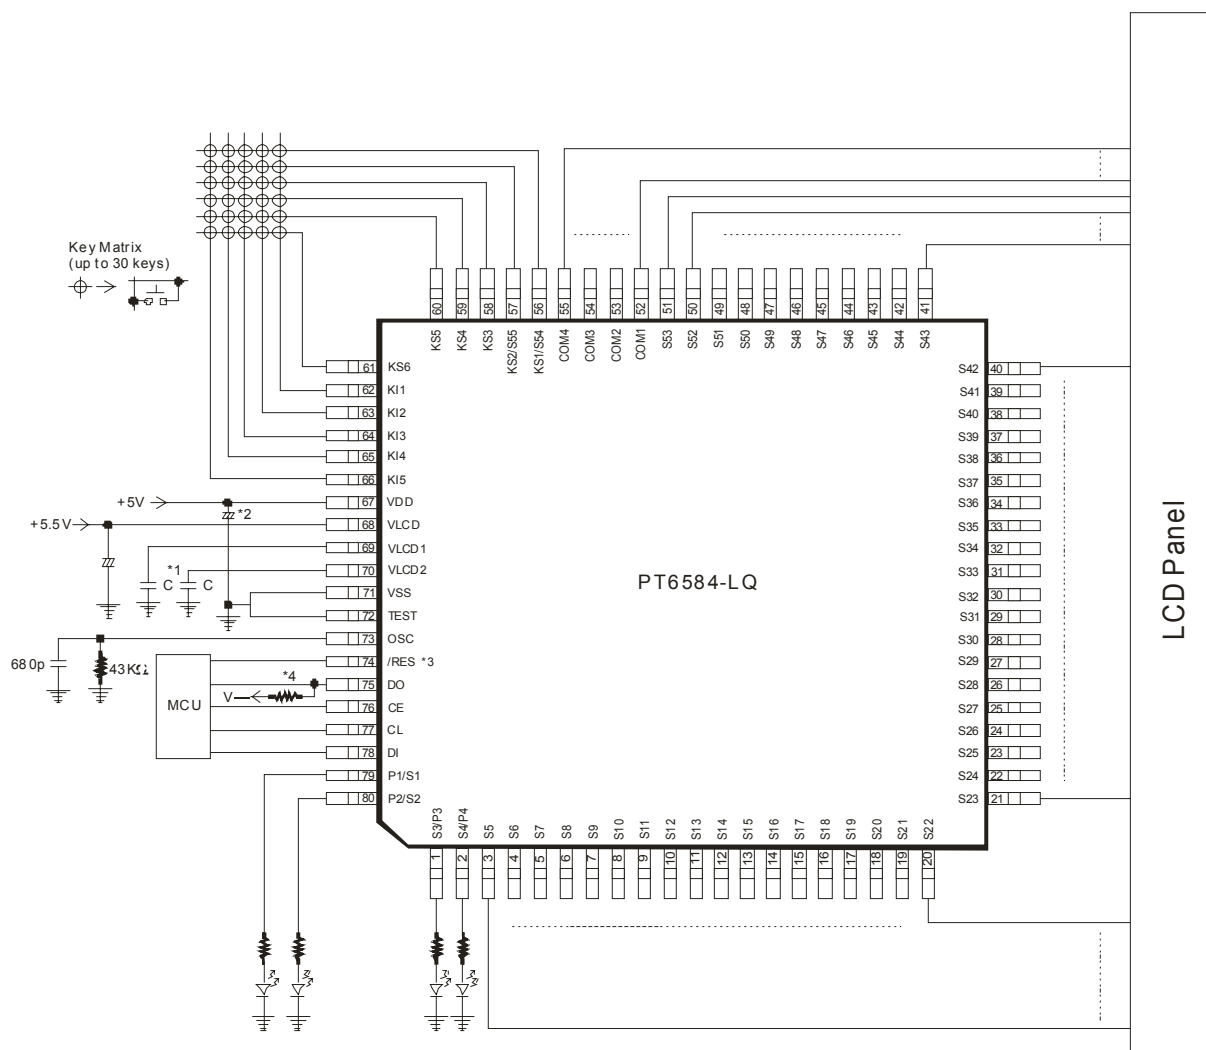 Key Matrix
(up to 30 keys)
60 59 58 57 56 55 54 53 52 51 50 49 48 47 46 45 44 43 42 41
KS5 KS4 KS3 KS2/S55 KS1/S54 COM4 COM3 COM2 COM1 S53 S52 S51 S50 S49 S48 S47 S46 S45 S44 S43
61 KS6
62 KI1
63 KI2
64 KI3
65 KI4
66 KI5
+5V 67 VDD
*2
+5.5V 68 VLCD
69 VLCD1
*1
C C
70 VLCD2
71 VSS
72 TEST
73 OSC
680p
43KΩ
74 /RES *3
*4
V
75 DO
MCU
76 CE
77 CL
78 DI
79 P1/S1
80 P2/S2
PT6584-LQ
S42 40
S41 39
S40 38
S39 37
S38 36
S37 35
S36 34
S35 33
S34 32
S33 31
S32 30
S31 29
S30 28
S29 27
S28 26
S27 25
S26 24
S25 23
S24 22
S23 21
S3/P3 S4/P4 S5 S6 S7 S8 S9 S10 S11 S12 S13 S14 S15 S16 S17 S18 S19 S20 S21 S22
1 2 3 4 5 6 7 8 9 10 11 12 13 14 15 16 17 18 19 20
LCD Panel